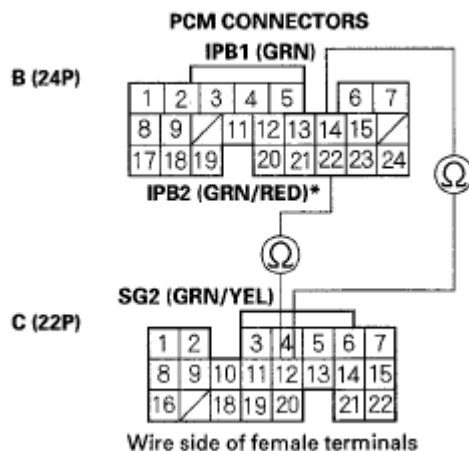 PCM CONNECTORS
IPB1 (GRN)
B (24P)
1 2 3 4 5 6 7
8 9 11 12 13 14 15
17 18 19 20 21 22 23 24
IPB2 (GRN/RED)*
Ω
Ω
SG2 (GRN/YEL)
C (22P)
1 2 3 4 5 6 7
8 9 10 11 12 13 14 15
16 18 19 20 21 22
Wire side of female terminals